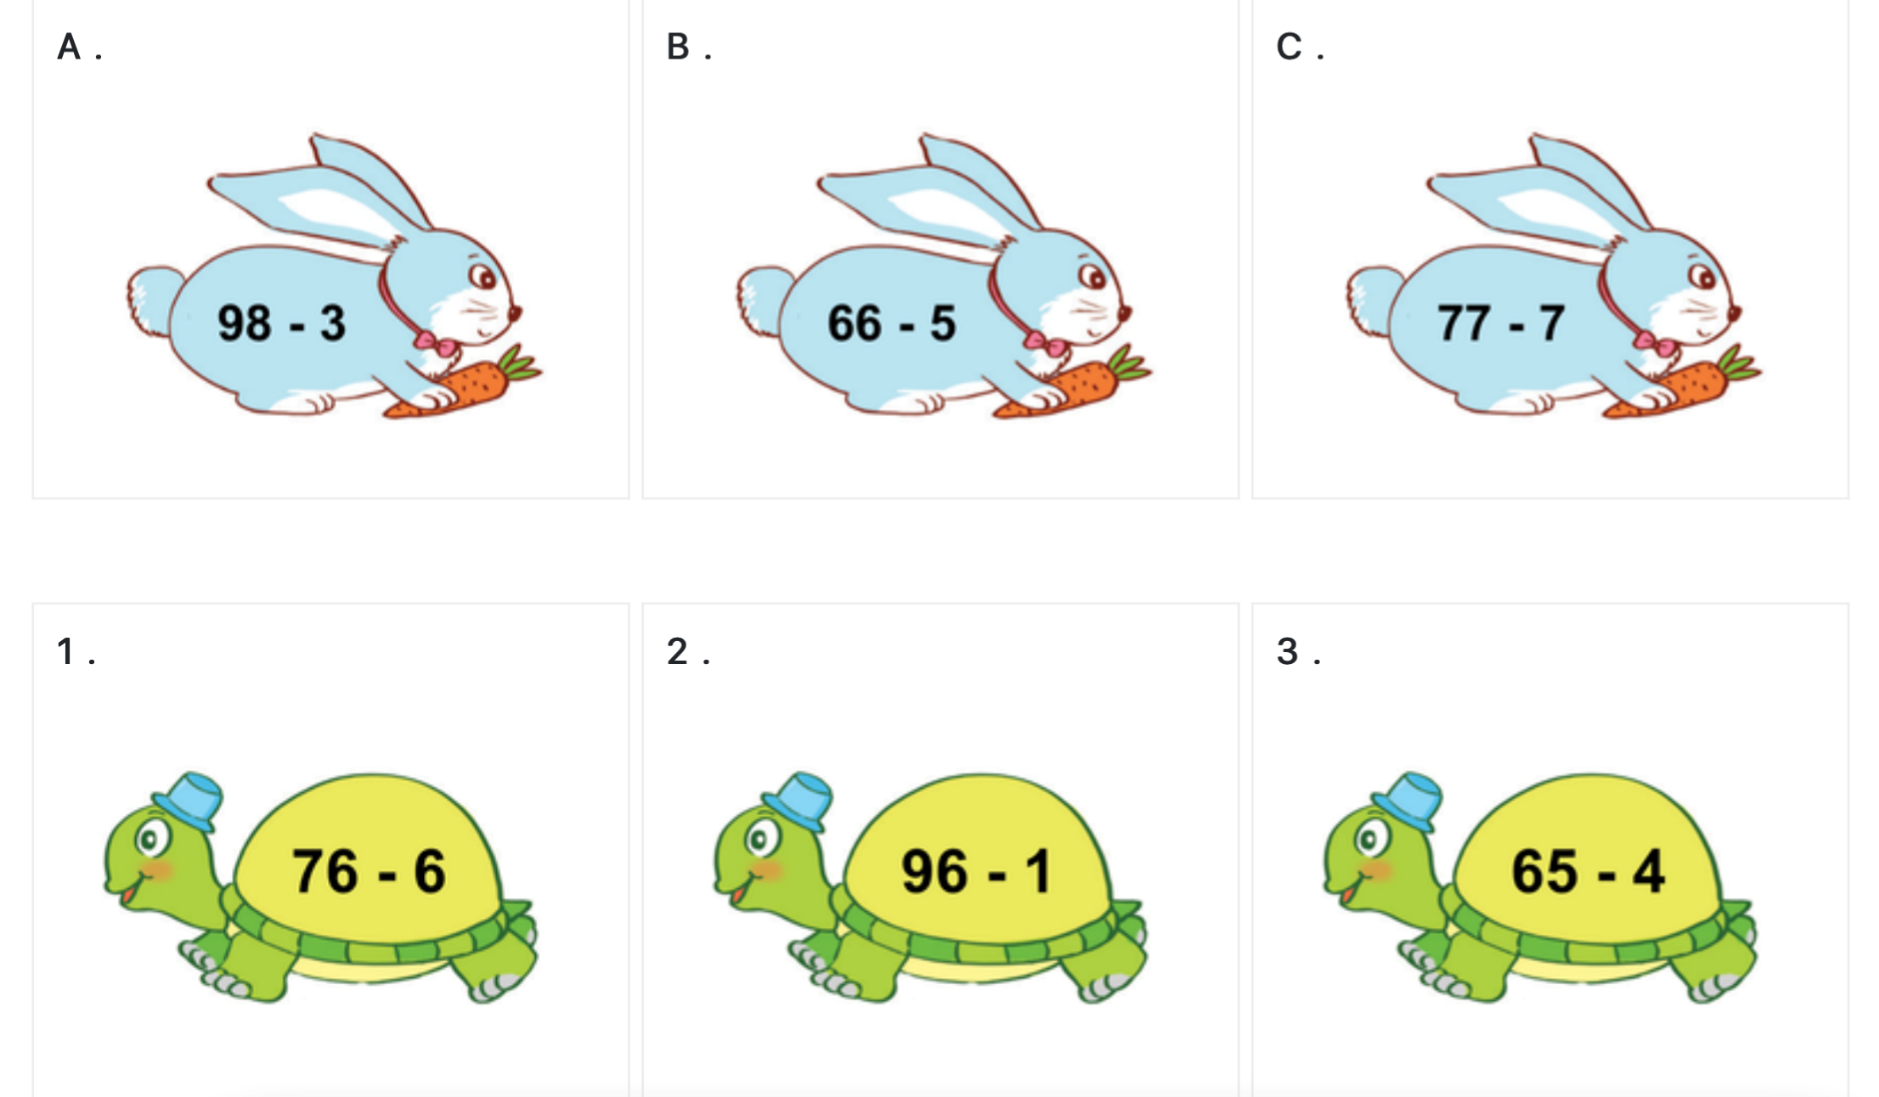 A .
B .
C .
98 - 3
66 - 5
77 - 7
1 .
2 .
3 .
76 - 6
96 - 1
65 - 4